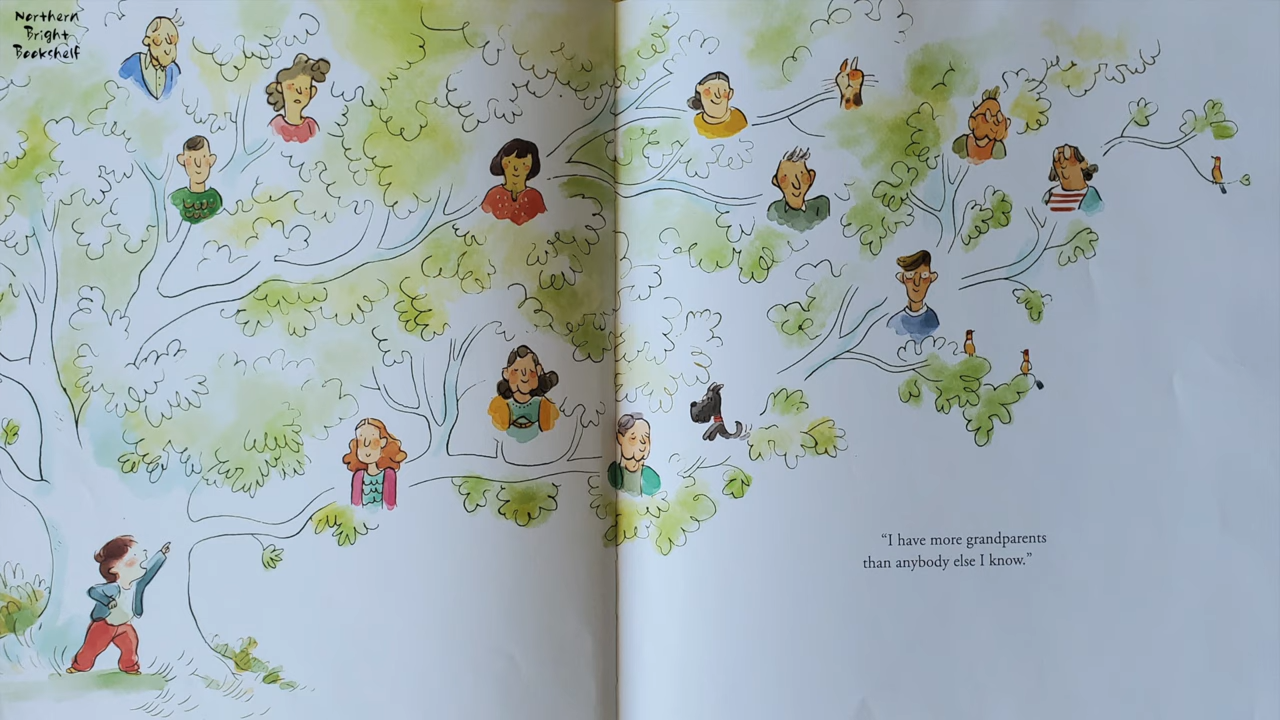 Northern
Bright
Bookshelf
“I have more grandparents
than anybody else I know.”